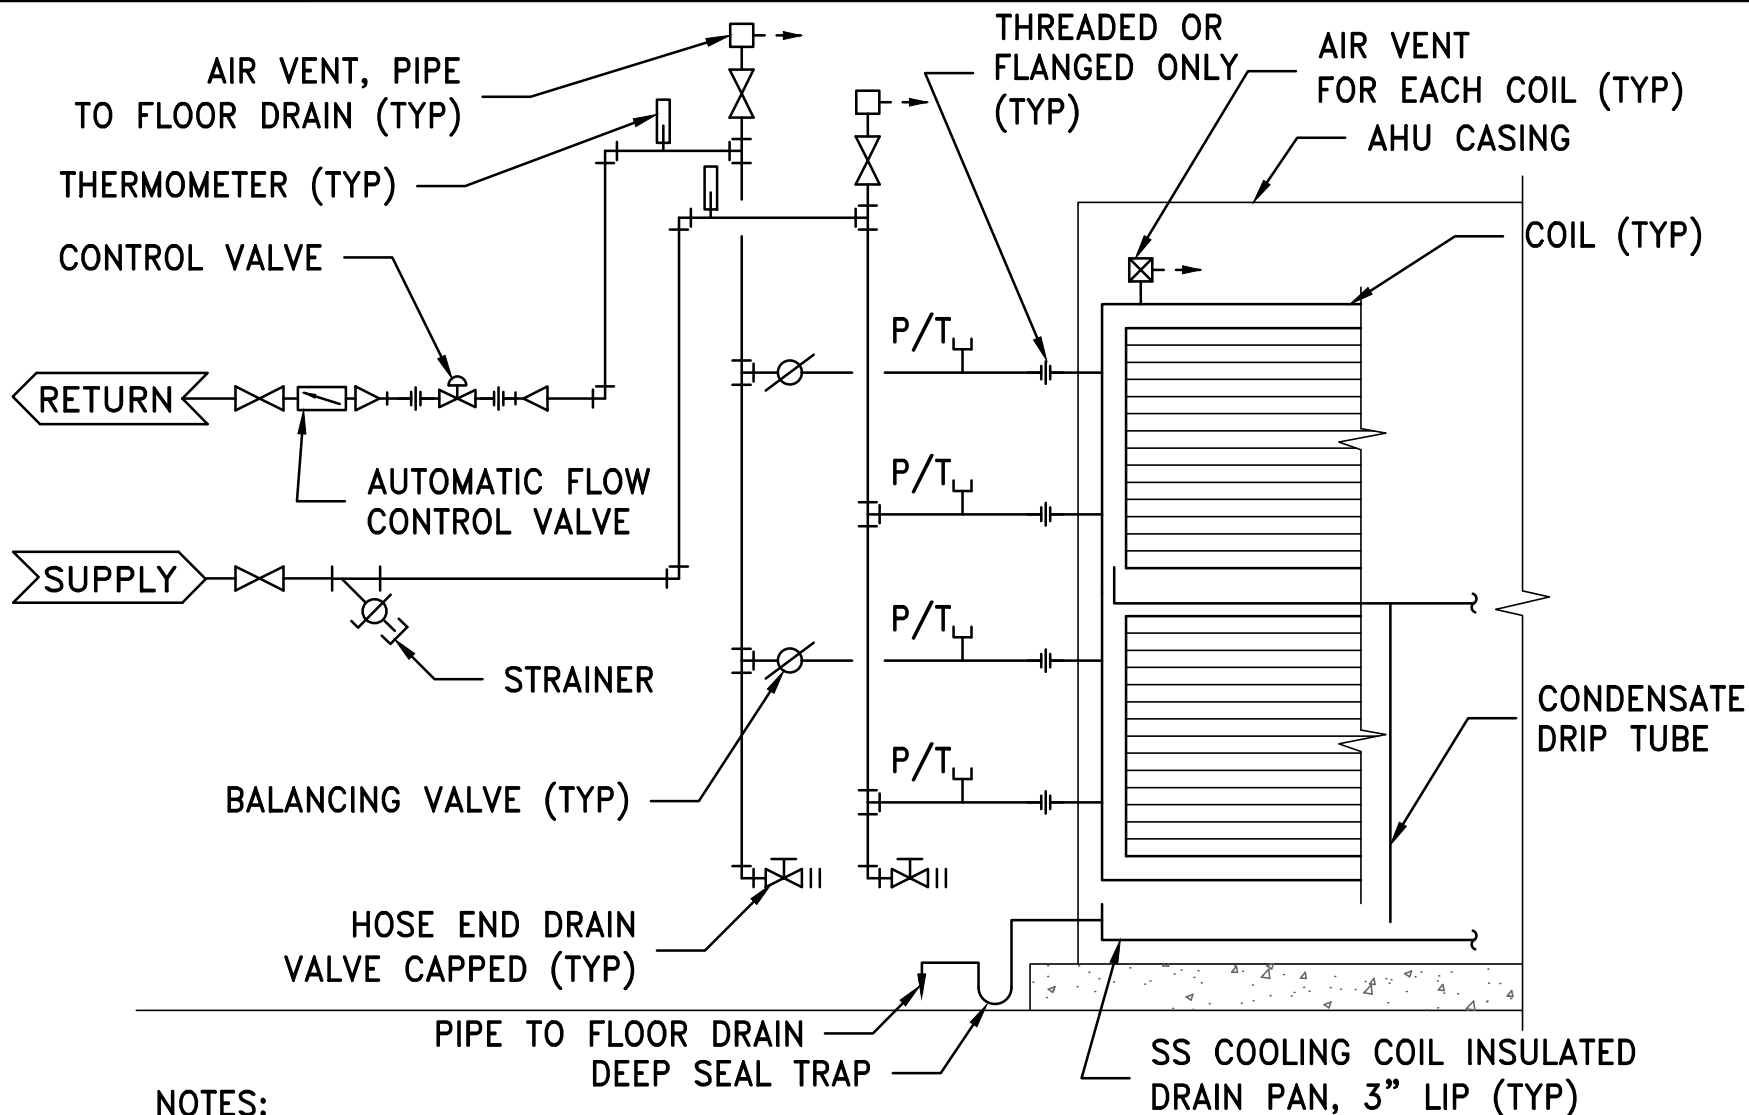 THREADED OR
FLANGED ONLY
(TYP)
AIR VENT
FOR EACH COIL (TYP)
AIR VENT, PIPE
TO FLOOR DRAIN (TYP)
AHU CASING
THERMOMETER (TYP)
COIL (TYP)
CONTROL VALVE
P/T
RETURN
P/T
AUTOMATIC FLOW
CONTROL VALVE
SUPPLY
P/T
STRAINER
CONDENSATE
DRIP TUBE
P/T
BALANCING VALVE (TYP)
HOSE END DRAIN
VALVE CAPPED (TYP)
PIPE TO FLOOR DRAIN
DEEP SEAL TRAP
SS COOLING COIL INSULATED
DRAIN PAN, 3” LIP (TYP)
NOTES: